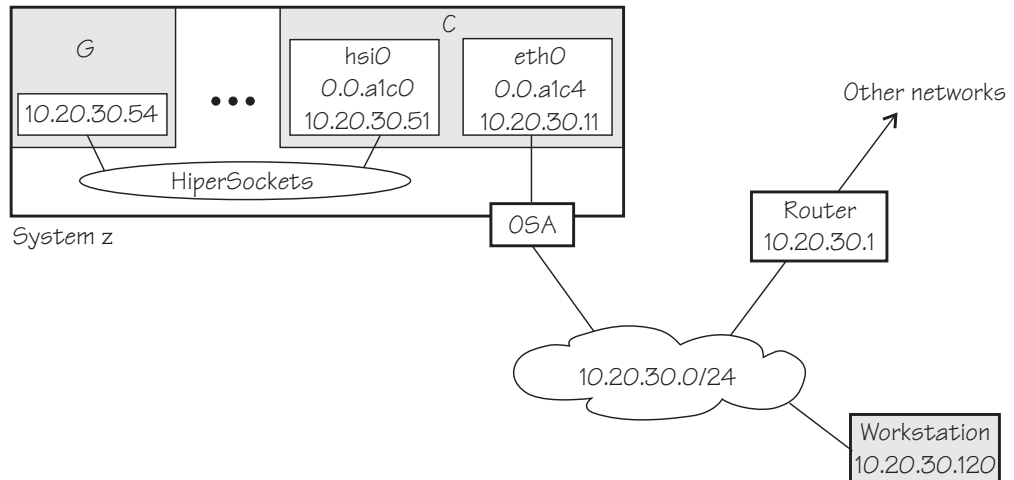 G
10.20.30.54
C
hsi0
0.0.a1c0
10.20.30.51
eth0
0.0.a1c4
10.20.30.11
HiperSockets
System z
OSA
Other networks
Router
10.20.30.1
10.20.30.0/24
Workstation
10.20.30.120